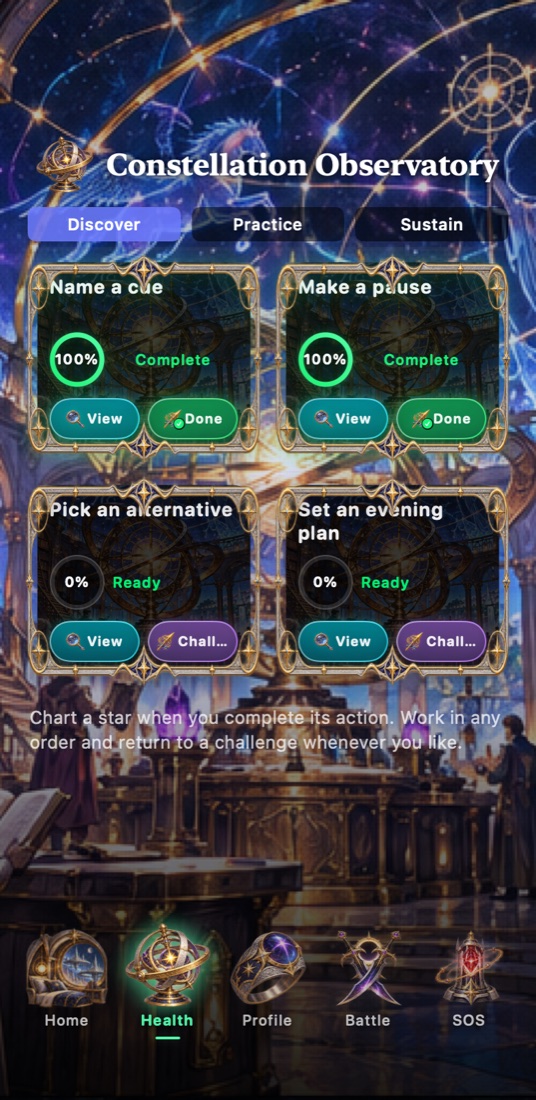 Constellation Observatory
Discover
Practice
Sustain
Name a cue
100%
Complete
View
Done
Make a pause
100%
Complete
View
Done
Pick an alternative
0%
Ready
View
Chall...
Set an evening
plan
0%
Ready
View
Chall...
Chart a star when you complete its action. Work in any
order and return to a challenge whenever you like.
Home
Health
Profile
Battle
SOS